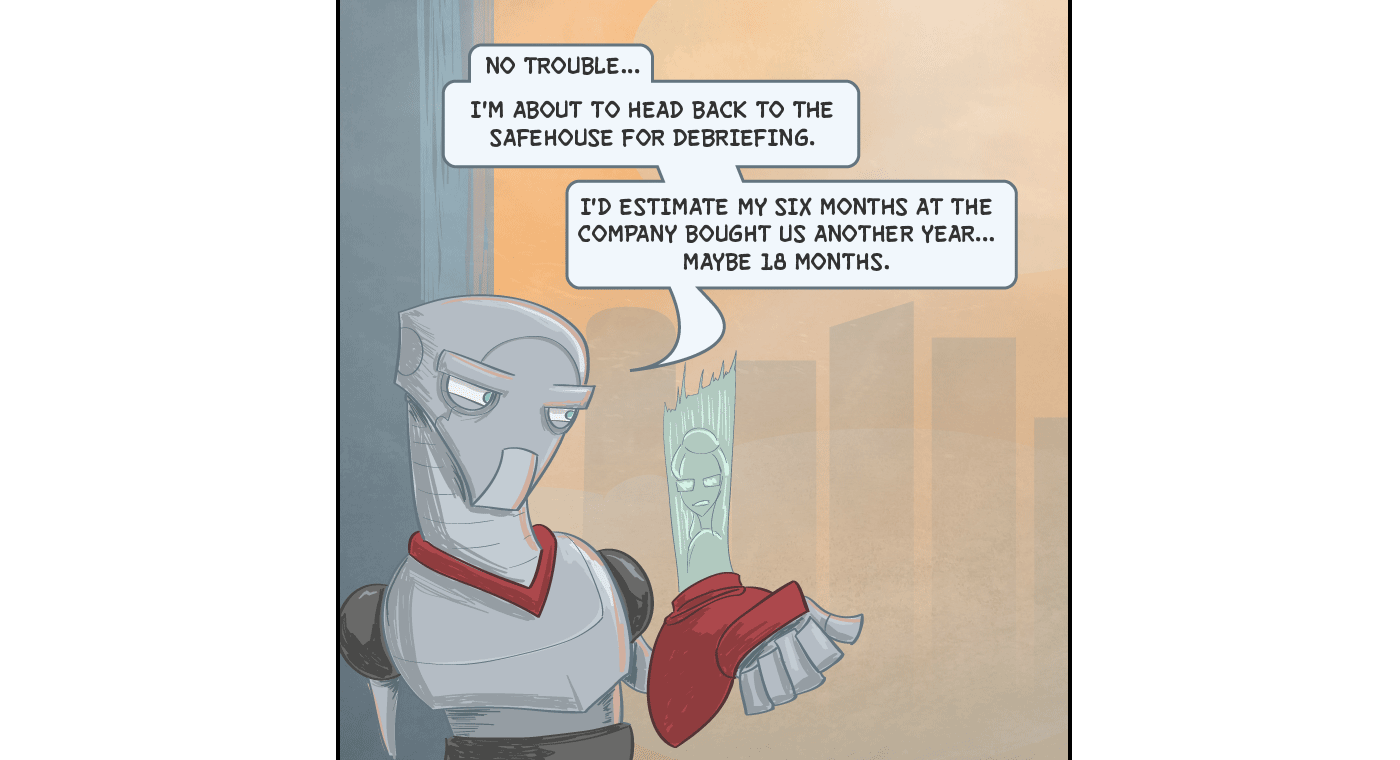 NO TROUBLE...
I'M ABOUT TO HEAD BACK TO THE
SAFEHOUSE FOR DEBRIEFING.
I'D ESTIMATE MY SIX MONTHS AT THE
COMPANY BOUGHT US ANOTHER YEAR...
MAYBE 18 MONTHS.